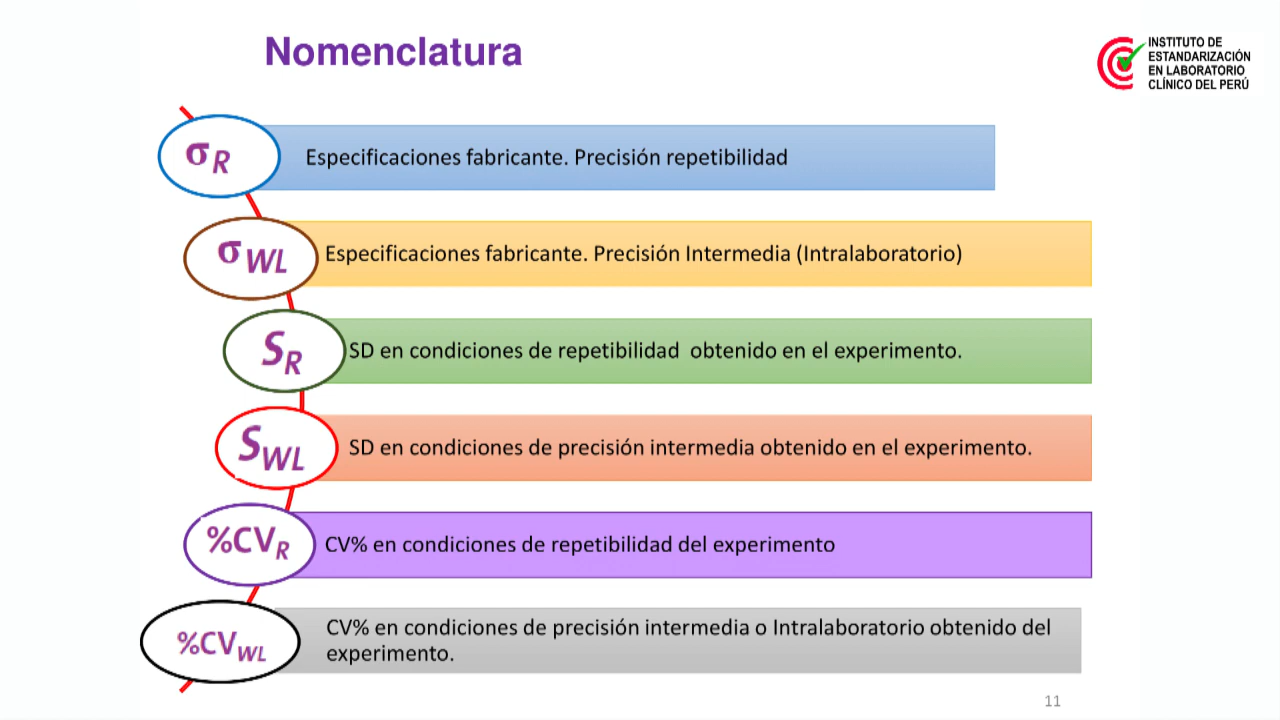 Nomenclatura
INSTITUTO DE
ESTANDARIZACIÓN
EN LABORATORIO
CLÍNICO DEL PERÚ
σR Especificaciones fabricante. Precisión repetibilidad
σWL Especificaciones fabricante. Precisión Intermedia (Intralaboratorio)
SR SD en condiciones de repetibilidad obtenido en el experimento.
SWL SD en condiciones de precisión intermedia obtenido en el experimento.
%CVR CV% en condiciones de repetibilidad del experimento
%CVWL CV% en condiciones de precisión intermedia o Intralaboratorio obtenido del
experimento.
11